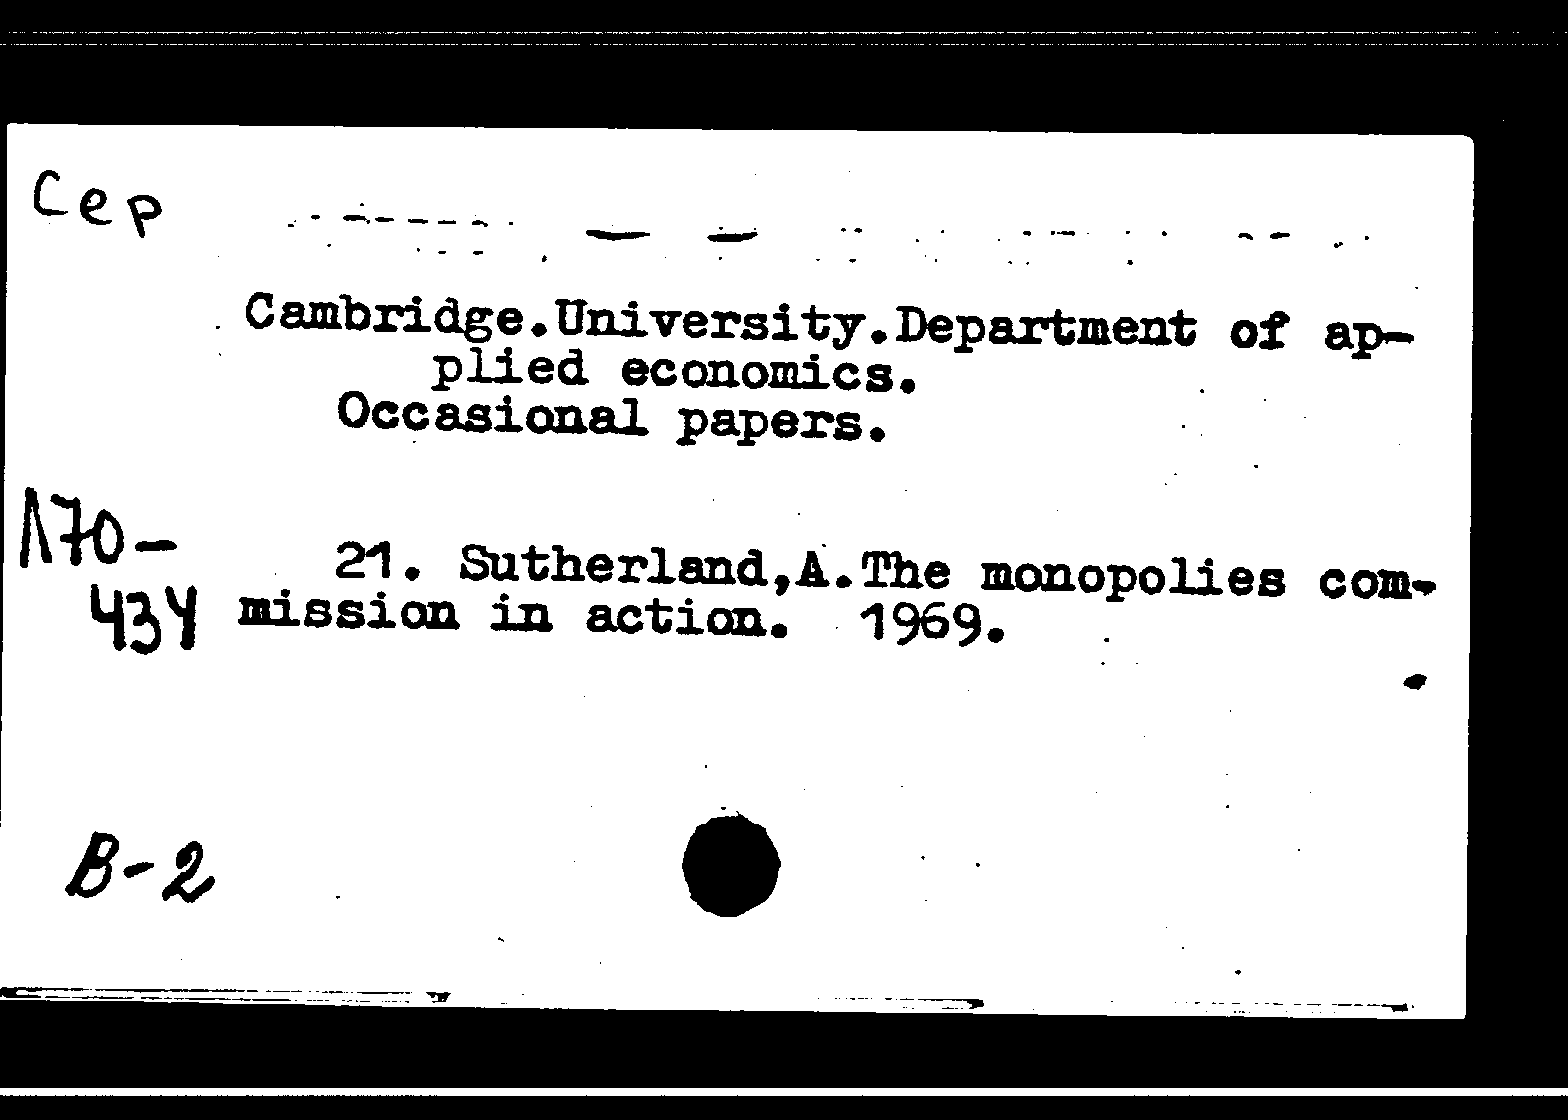 Сер
Cambridge.University.Department of ap-
plied economics.
Occasional papers.
Л70-
434
21. Sutherland,A.The monopolies com-
mission in action. 1969.
В-2